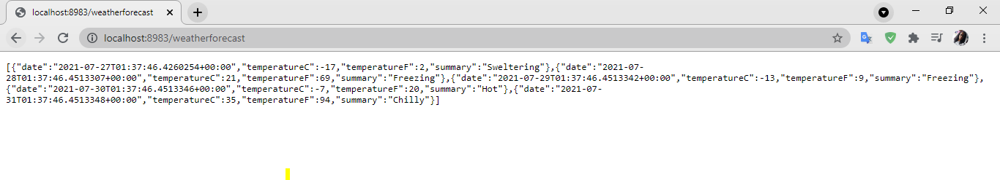 localhost:8983/weatherforecast
localhost:8983/weatherforecast
[{"date":"2021-07-27T01:37:46.4260254+00:00","temperatureC":-17,"temperatureF":2,"summary":"Sweltering"},{"date":"2021-07-
28T01:37:46.4513307+00:00","temperatureC":21,"temperatureF":69,"summary":"Freezing"},{"date":"2021-07-29T01:37:46.4513342+00:00","temperatureC":-13,"temperatureF":9,"summary":"Freezing"},
{"date":"2021-07-30T01:37:46.4513346+00:00","temperatureC":-7,"temperatureF":20,"summary":"Hot"},{"date":"2021-07-
31T01:37:46.4513348+00:00","temperatureC":35,"temperatureF":94,"summary":"Chilly"}]